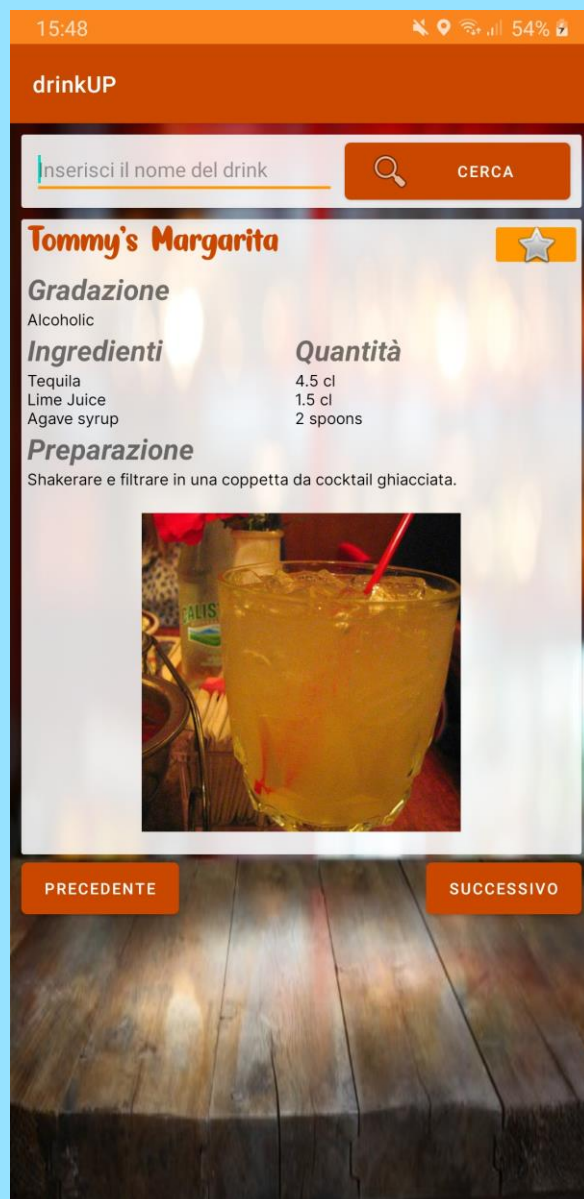 15:48 54%
drinkUP
Inserisci il nome del drink CERCA
Tommy's Margarita
Gradazione
Alcoholic
Ingredienti Quantità
Tequila 4.5 cl
Lime Juice 1.5 cl
Agave syrup 2 spoons
Preparazione
Shakerare e filtrare in una coppetta da cocktail ghiacciata.
CALIS
PRECEDENTE SUCCESSIVO